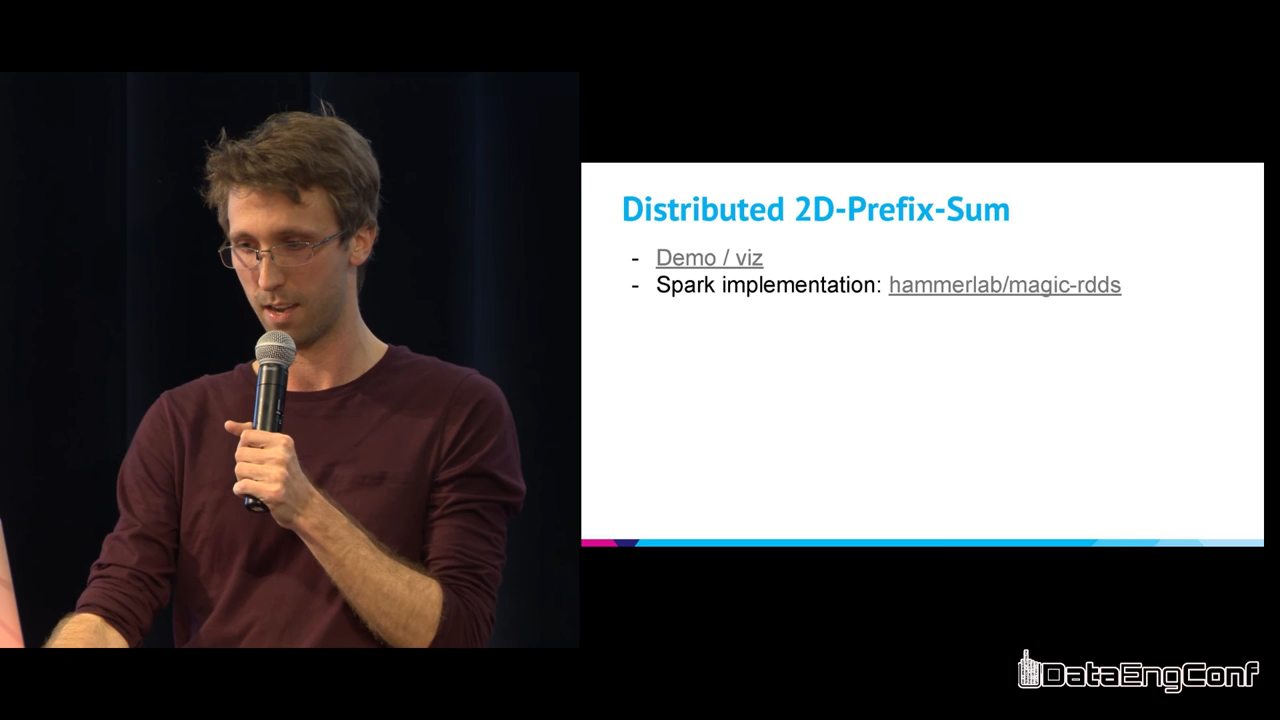 Distributed 2D-Prefix-Sum
- Demo / viz
- Spark implementation: hammerlab/magic-rdds
DataEngConf